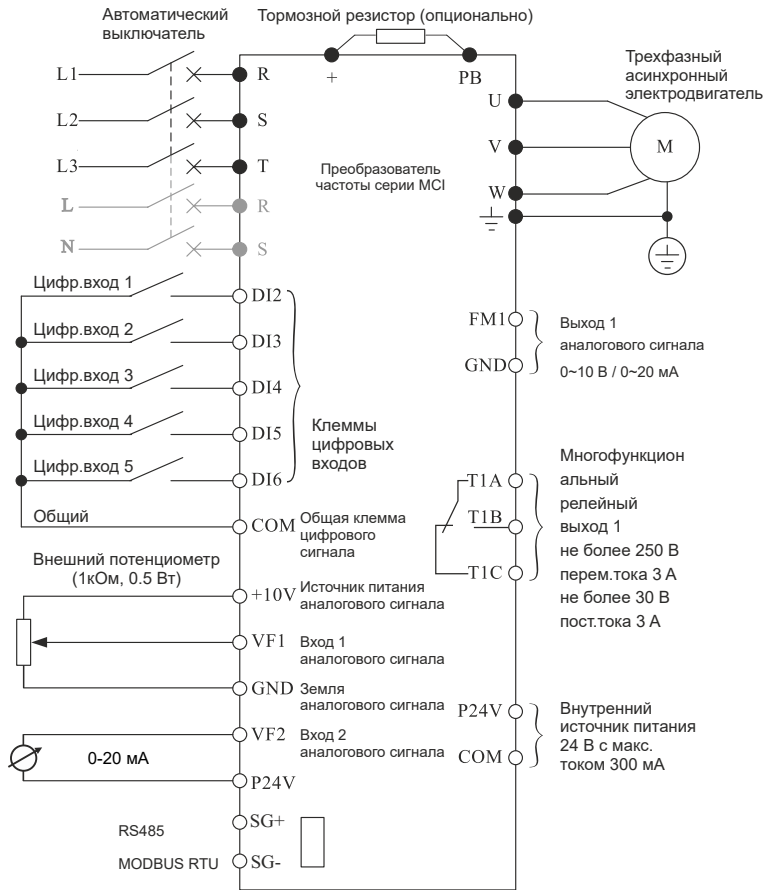 Автоматический
выключатель
Тормозной резистор (опционально)
L1
R
+
PB
Трехфазный
асинхронный
электродвигатель
U
L2
S
V
M
L3
T
Преобразователь
частоты серии MCI
W
L
R
N
S
Цифр.вход 1
DI2
Цифр.вход 2
DI3
Цифр.вход 3
DI4
Цифр.вход 4
DI5
Цифр.вход 5
DI6
Клеммы
цифровых
входов
Общий
COM
Общая клемма
цифрового
сигнала
FM1
GND
Выход 1
аналогового сигнала
0~10 В / 0~20 мА
T1A
T1B
T1C
Многофункцион
альный
релейный
выход 1
не более 250 В
перем.тока 3 А
не более 30 В
пост.тока 3 А
Внешний потенциометр
(1кОм, 0.5 Вт)
+10V
Источник питания
аналогового сигнала
VF1
Вход 1
аналогового сигнала
GND
Земля
аналогового сигнала
VF2
Вход 2
аналогового сигнала
0-20 мА
P24V
P24V
COM
Внутренний
источник питания
24 В с макс.
током 300 мА
RS485
SG+
MODBUS RTU
SG-